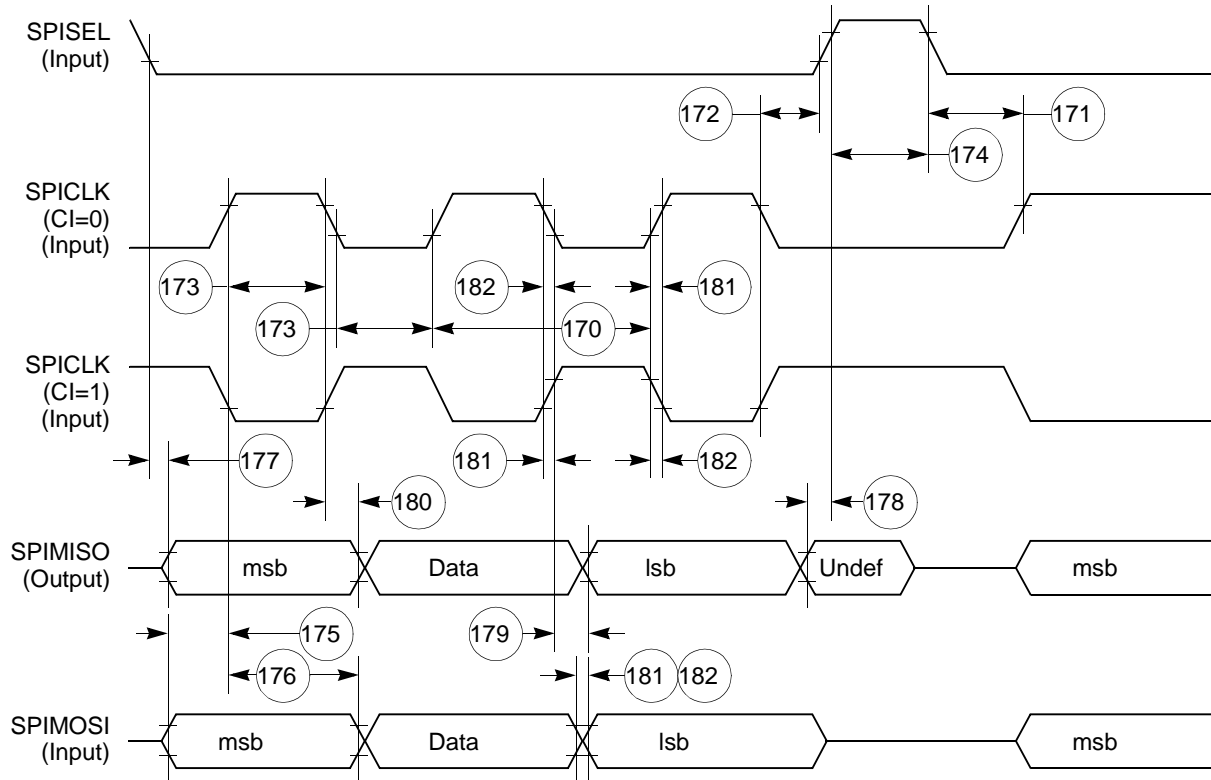 SPISEL
(Input)
172
171
174
SPICLK
(CI=0)
(Input)
173
182
181
173
170
SPICLK
(CI=1)
(Input)
177
181
182
180
178
SPIMISO
(Output)
msb
Data
lsb
Undef
msb
175
179
176
181
182
SPIMOSI
(Input)
msb
Data
lsb
msb